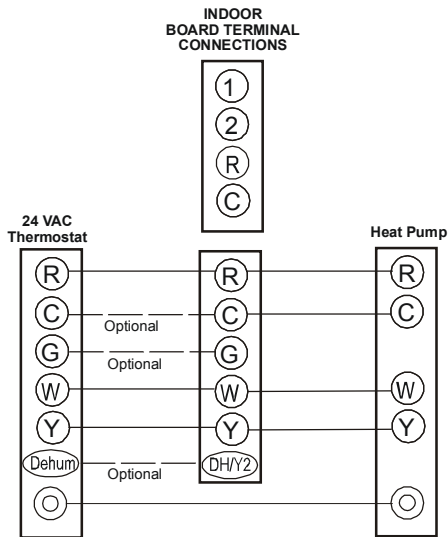 INDOOR
BOARD TERMINAL
CONNECTIONS
1
2
R
C
24 VAC
Thermostat
Heat Pump
R R R
C Optional C C
G Optional G
W W W
Y Y Y
Dehum Optional DH/Y2
O O